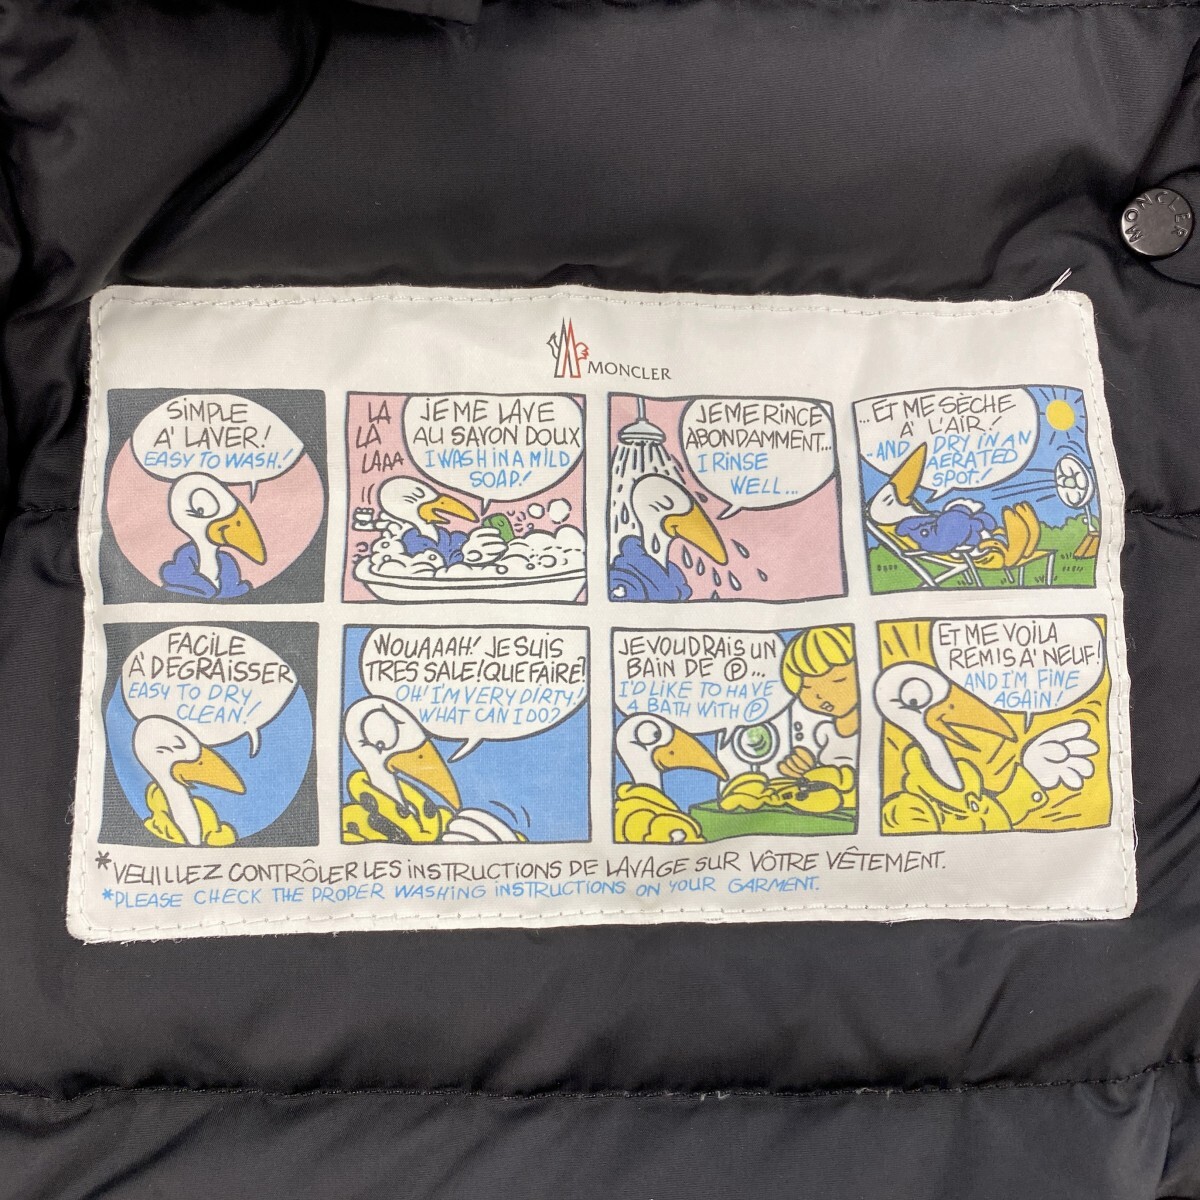 MONCLER
MONCLER
SiMPLE
A' LAVER!
EASY TO WASH!
LA
LA
LAAA
JE ME LAVE
AU SAVON DOUX
I WASH IN A MILD
SOAP!
JE ME RINCE
ABONDAMMENT...
I RINSE
WELL...
...ET ME SÈCHE
A' L'AIR!
..AND DRY IN AN
AERATED
SPOT!
FACILE
A' DEGRAISSER
EASY TO DRY
CLEAN!
WOUAAAH! JE SUIS
TRES SALE! QUE FAIRE?
OH! I'M VERY DIRTY!
WHAT CAN I DO?
JE VOUDRAIS UN
BAIN DE Ⓟ...
I'D LIKE TO HAVE
A BATH WITH Ⓟ
ET ME VOILA
REMIS A' NEUF!
AND I'M FINE
AGAIN!
*VEUILLEZ CONTRÔLER LES iNSTRUCTIONS DE LAVAGE SUR VÔTRE VÊTEMENT.
*PLEASE CHECK THE PROPER WASHING INSTRUCTIONS ON YOUR GARMENT.